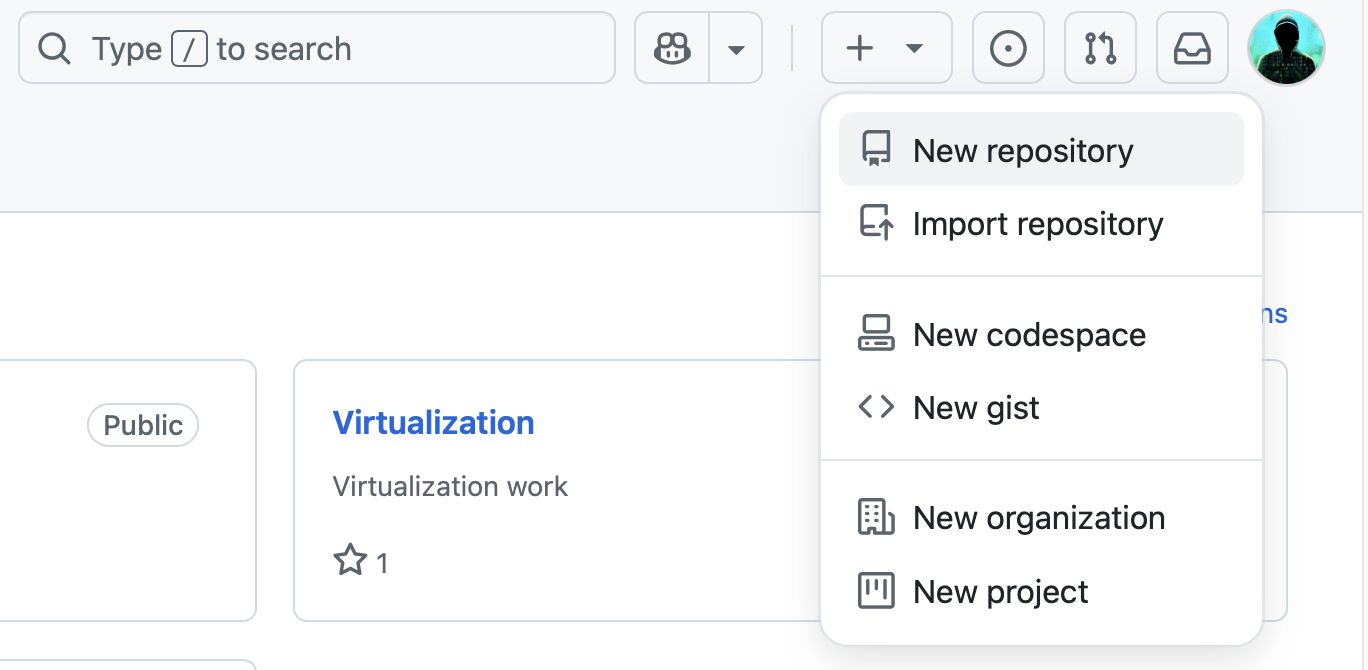 Type / to search
New repository
Import repository
ns
New codespace
New gist
Public
Virtualization
Virtualization work
1
New organization
New project